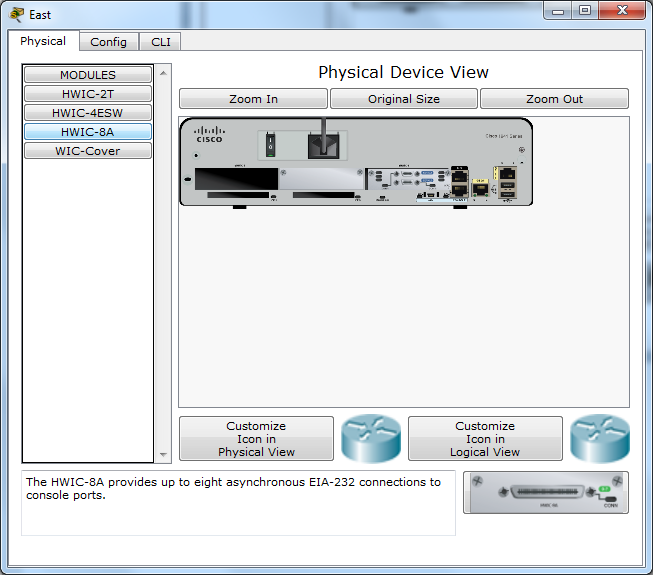 East
Physical
Config
CLI
MODULES
HWIC-2T
HWIC-4ESW
HWIC-8A
WIC-Cover
Physical Device View
Zoom In
Original Size
Zoom Out
CISCO
Customize
Icon in
Physical View
Customize
Icon in
Logical View
The HWIC-8A provides up to eight asynchronous EIA-232 connections to
console ports.
CONN